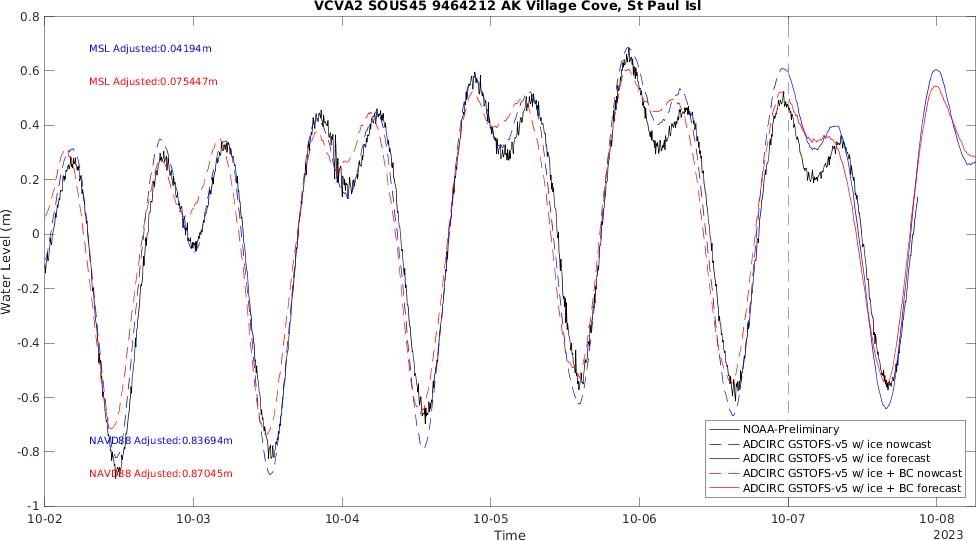 VCVA2 SOUS45 9464212 AK Village Cove, St Paul Isl
0.8
0.6
0.4
0.2
0
-0.2
-0.4
-0.6
-0.8
-1
Water Level (m)
MSL Adjusted:0.04194m
MSL Adjusted:0.075447m
NAVD88 Adjusted:0.83694m
NAVD88 Adjusted:0.87045m
NOAA-Preliminary
ADCIRC GSTOFS-v5 w/ ice nowcast
ADCIRC GSTOFS-v5 w/ ice forecast
ADCIRC GSTOFS-v5 w/ ice + BC nowcast
ADCIRC GSTOFS-v5 w/ ice + BC forecast
10-02 10-03 10-04 10-05 10-06 10-07 10-08
Time
2023